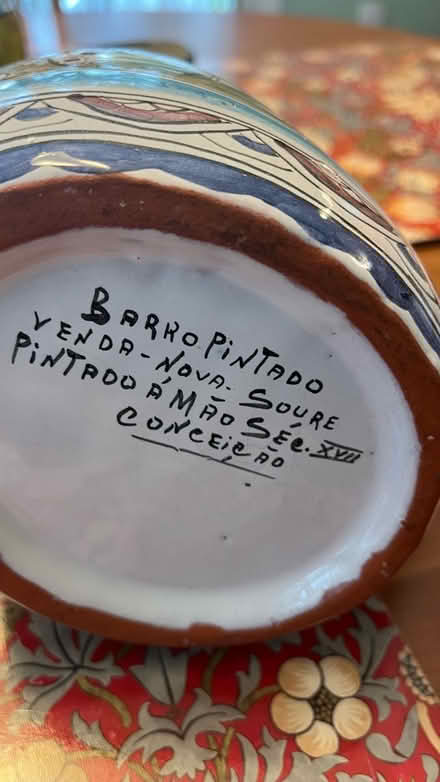 BARRO PINTADO
VENDA-NOVA-SOURE
PINTADO Á MÃO SÉC. XVII
CONCEIÇÃO